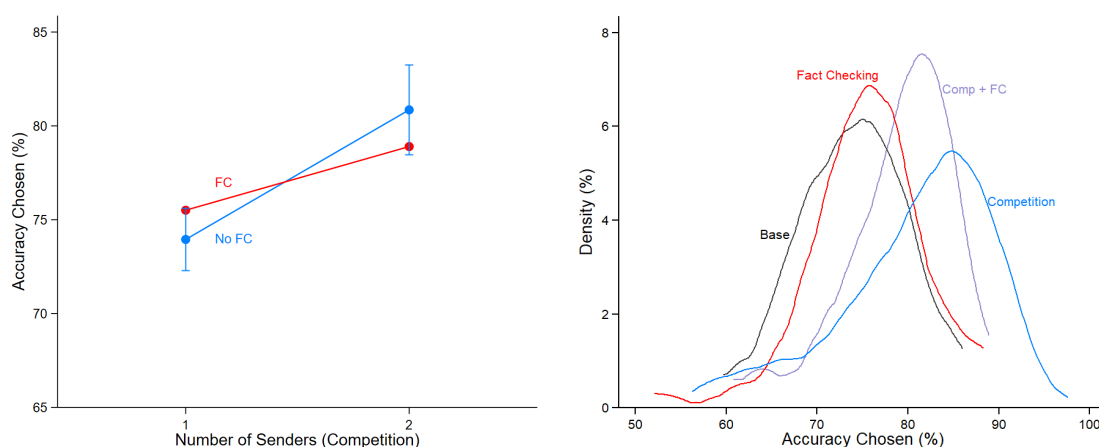 85
80
75
70
65
Accuracy Chosen (%)
FC
No FC
1
2
Number of Senders (Competition)
8
6
4
2
0
Density (%)
Fact Checking
Comp + FC
Base
Competition
50
60
70
80
90
100
Accuracy Chosen (%)